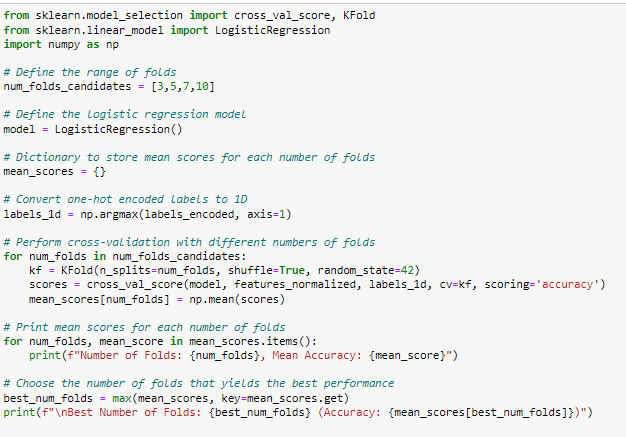 from sklearn.model_selection import cross_val_score, KFold
from sklearn.linear_model import LogisticRegression
import numpy as np

# Define the range of folds
num_folds_candidates = [3,5,7,10]

# Define the logistic regression model
model = LogisticRegression()

# Dictionary to store mean scores for each number of folds
mean_scores = {}

# Convert one-hot encoded labels to 1D
labels_1d = np.argmax(labels_encoded, axis=1)

# Perform cross-validation with different numbers of folds
for num_folds in num_folds_candidates:
    kf = KFold(n_splits=num_folds, shuffle=True, random_state=42)
    scores = cross_val_score(model, features_normalized, labels_1d, cv=kf, scoring='accuracy')
    mean_scores[num_folds] = np.mean(scores)

# Print mean scores for each number of folds
for num_folds, mean_score in mean_scores.items():
    print(f"Number of Folds: {num_folds}, Mean Accuracy: {mean_score}")

# Choose the number of folds that yields the best performance
best_num_folds = max(mean_scores, key=mean_scores.get)
print(f"\nBest Number of Folds: {best_num_folds} (Accuracy: {mean_scores[best_num_folds]})")